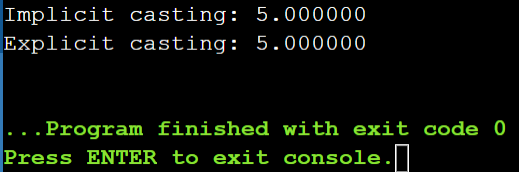 Implicit casting: 5.000000
Explicit casting: 5.000000
...Program finished with exit code 0
Press ENTER to exit console.